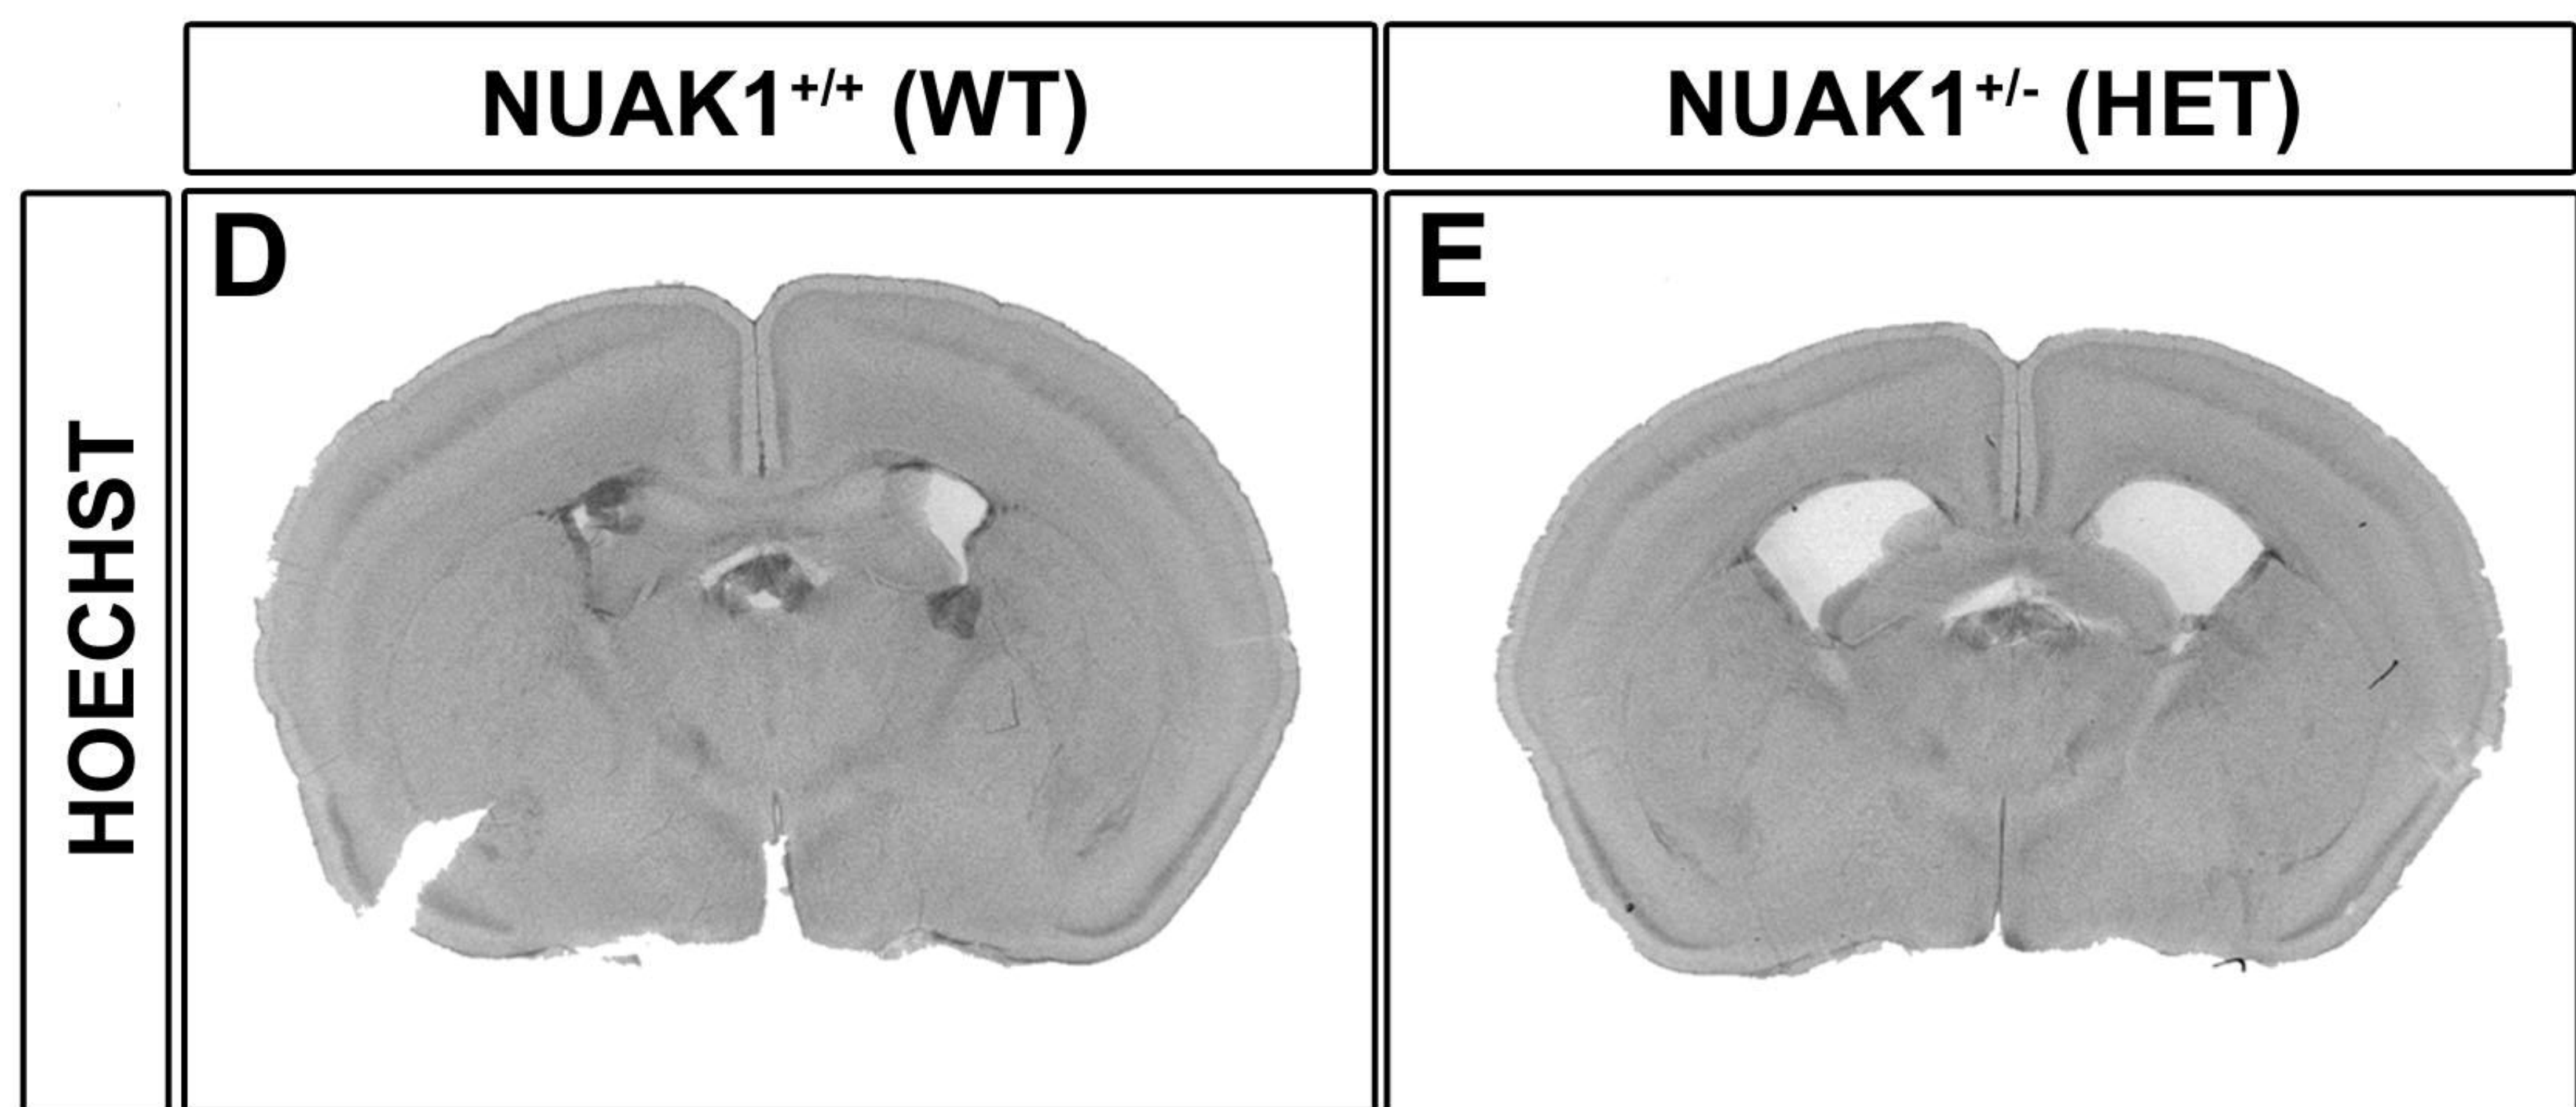 NUAK1+/+ (WT)
NUAK1+/- (HET)
HOECHST
D
E